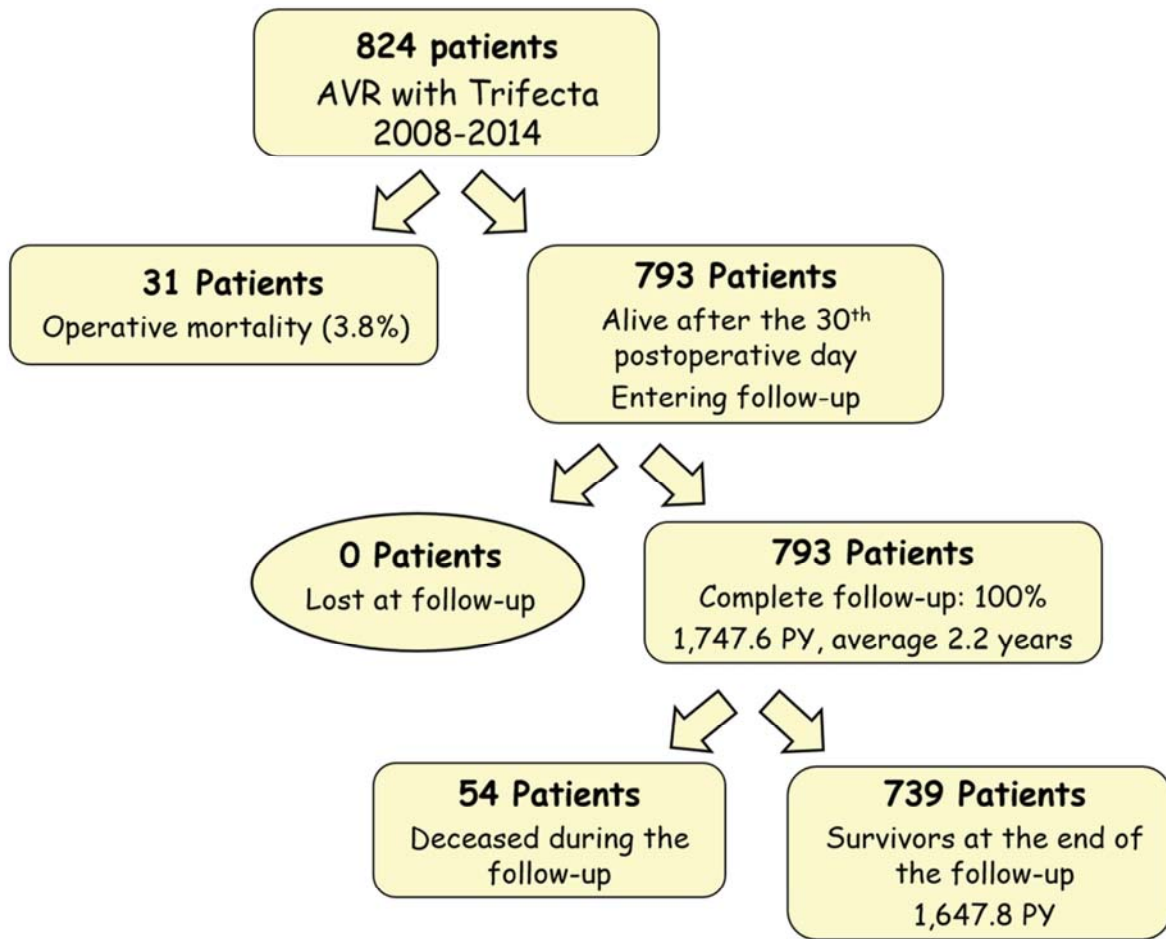 824 patients
AVR with Trifecta
2008-2014
31 Patients
Operative mortality (3.8%)
793 Patients
Alive after the 30th
postoperative day
Entering follow-up
0 Patients
Lost at follow-up
793 Patients
Complete follow-up: 100%
1,747.6 PY, average 2.2 years
54 Patients
Deceased during the
follow-up
739 Patients
Survivors at the end of
the follow-up
1,647.8 PY